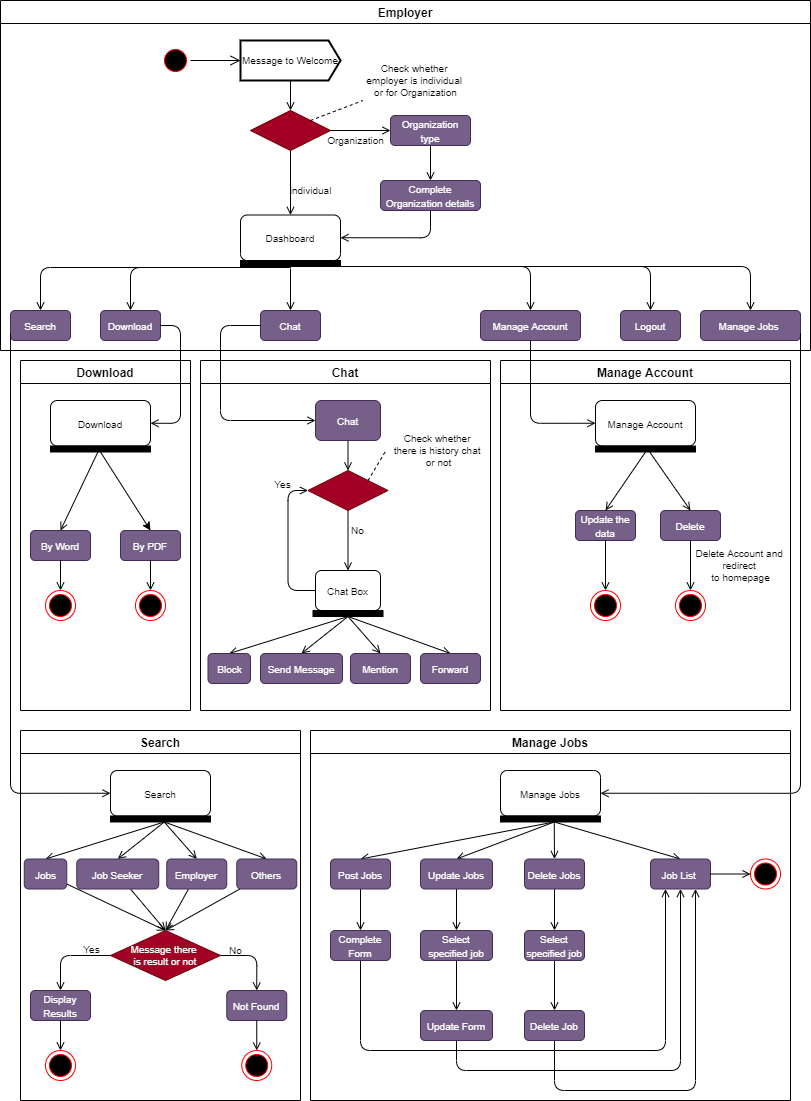 Employer
Message to Welcome
Check whether
employer is individual
or for Organization
Organization
Organization
type
individual
Complete
Organization details
Dashboard
Search
Download
Chat
Manage Account
Logout
Manage Jobs
Download
Chat
Manage Account
Download
Chat
Manage Account
Check whether
there is history chat
or not
Yes
No
By Word
By PDF
Update the
data
Delete
Delete Account and
redirect
to homepage
Chat Box
Block
Send Message
Mention
Forward
Search
Manage Jobs
Search
Manage Jobs
Jobs
Job Seeker
Employer
Others
Post Jobs
Update Jobs
Delete Jobs
Job List
Message there
is result or not
Yes
No
Complete
Form
Select
specified job
Select
specified job
Display
Results
Not Found
Update Form
Delete Job